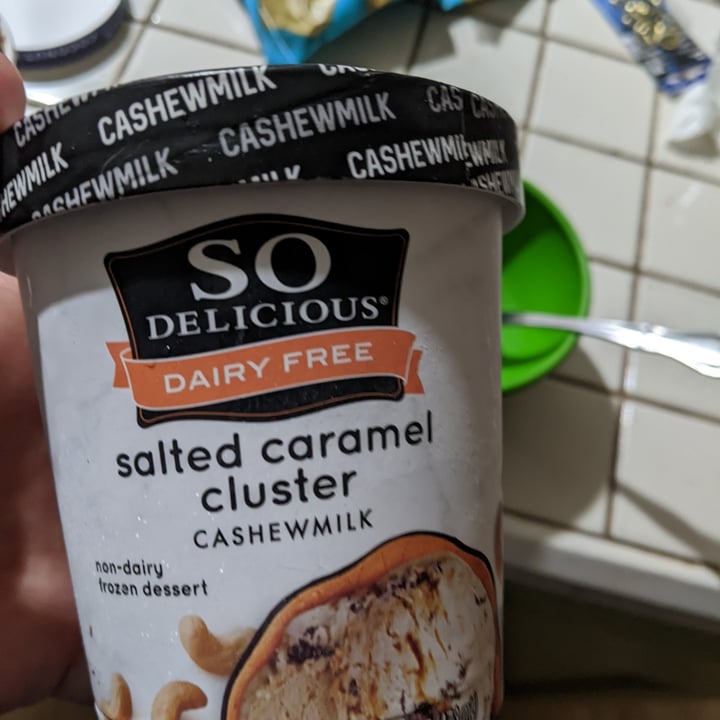 CASHEWMILK
CASHEWMILK
CASHEWMILK
CASHEWMILK
SO
DELICIOUS®
DAIRY FREE
salted caramel
cluster
CASHEWMILK
non-dairy
frozen dessert